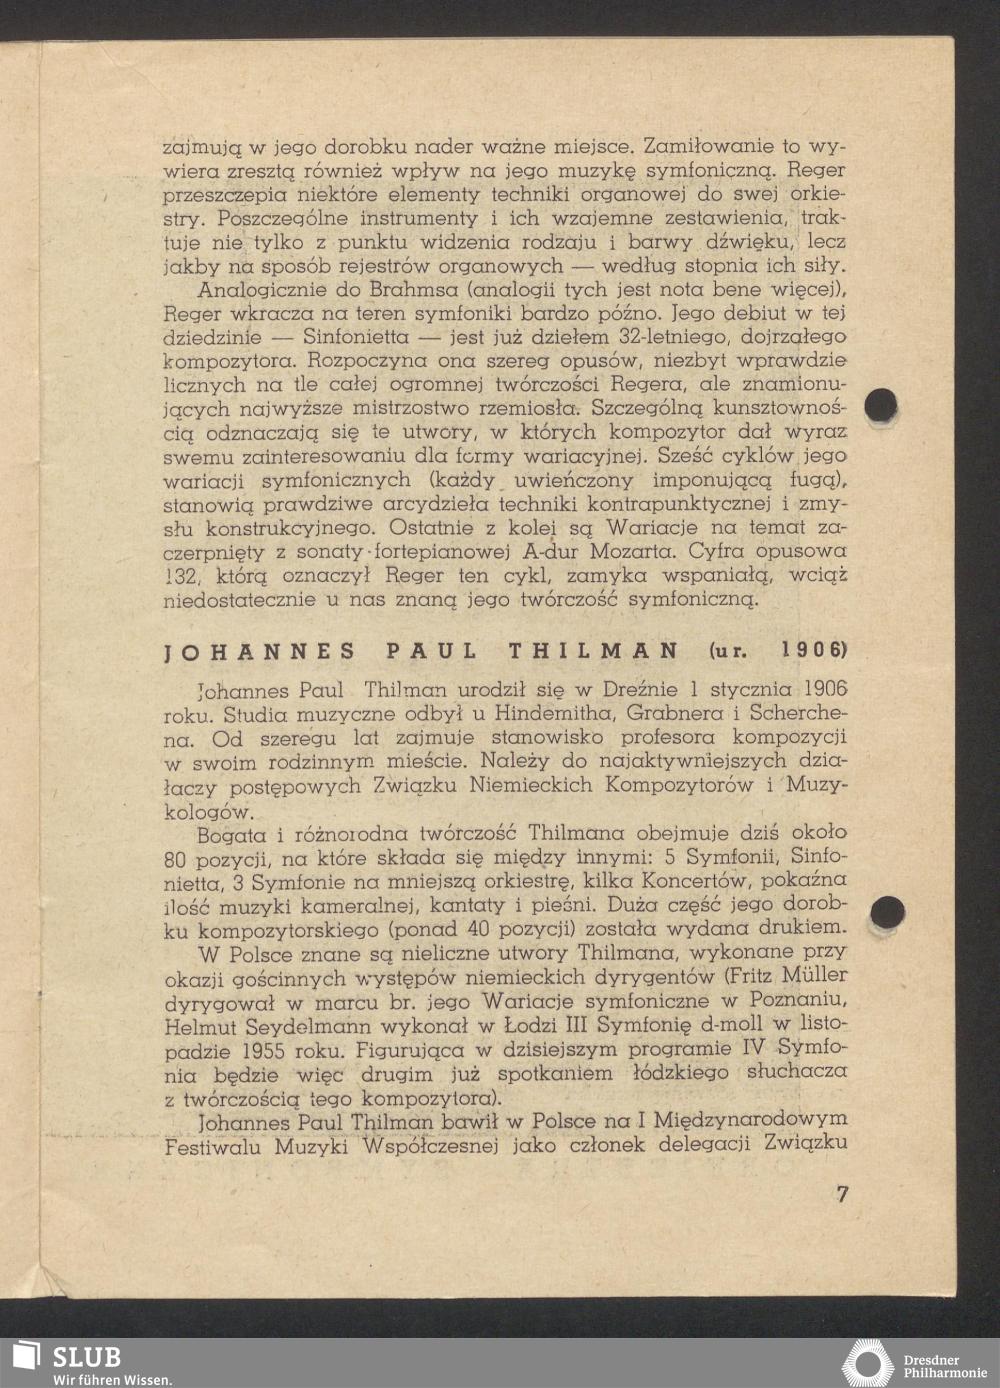 zajmują w jego dorobku nader ważne miejsce. Zamiłowanie to wy-
wiera zresztą również wpływ na jego muzykę symfoniczną. Reger
przeszczepia niektóre elementy techniki organowej do swej orkie-
stry. Poszczególne instrumenty i ich wzajemne zestawienia, trak-
tuje nie tylko z punktu widzenia rodzaju i barwy dźwięku, lecz
jakby na sposób rejestrów organowych — według stopnia ich siły.
Analogicznie do Brahmsa (analogii tych jest nota bene więcej),
Reger wkracza na teren symfoniki bardzo późno. Jego debiut w tej
dziedzinie — Sinfonietta — jest już dziełem 32-letniego, dojrzałego
kompozytora. Rozpoczyna ona szereg opusów, niezbyt wprawdzie
licznych na tle całej ogromnej twórczości Regera, ale znamionu-
jących najwyższe mistrzostwo rzemiosła. Szczególną kunsztownoś-
cią odznaczają się te utwory, w których kompozytor dał wyraz
swemu zainteresowaniu dla formy wariacyjnej. Sześć cyklów jego
wariacji symfonicznych (każdy uwieńczony imponującą fugą),
stanowią prawdziwe arcydzieła techniki kontrapunktycznej i zmy-
słu konstrukcyjnego. Ostatnie z kolei są Wariacje na temat za-
czerpnięty z sonaty fortepianowej A-dur Mozarta. Cyfra opusowa
132, którą oznaczył Reger ten cykl, zamyka wspaniałą, wciąż
niedostatecznie u nas znaną jego twórczość symfoniczną.
JOHANNES PAUL THILMAN (ur. 1906)
Johannes Paul Thilman urodził się w Dreźnie 1 stycznia 1906
roku. Studia muzyczne odbył u Hindemitha, Grabnera i Scherche-
na. Od szeregu lat zajmuje stanowisko profesora kompozycji
w swoim rodzinnym mieście. Należy do najaktywniejszych dzia-
łaczy postępowych Związku Niemieckich Kompozytorów i Muzy-
kologów.
Bogata i różnorodna twórczość Thilmana obejmuje dziś około
80 pozycji, na które składa się między innymi: 5 Symfonii, Sinfo-
nietta, 3 Symfonie na mniejszą orkiestrę, kilka Koncertów, pokaźna
ilość muzyki kameralnej, kantaty i pieśni. Duża część jego dorob-
ku kompozytorskiego (ponad 40 pozycji) została wydana drukiem.
W Polsce znane są nieliczne utwory Thilmana, wykonane przy
okazji gościnnych występów niemieckich dyrygentów (Fritz Müller
dyrygował w marcu br. jego Wariacje symfoniczne w Poznaniu,
Helmut Seydelmann wykonał w Łodzi III Symfonię d-moll w listo-
padzie 1955 roku. Figurująca w dzisiejszym programie IV Symfo-
nia będzie więc drugim już spotkaniem łódzkiego słuchacza
z twórczością tego kompozytora).
Johannes Paul Thilman bawił w Polsce na I Międzynarodowym
Festiwalu Muzyki Współczesnej jako członek delegacji Związku
7
SLUB
Wir führen Wissen.
Dresdner
Philharmonie